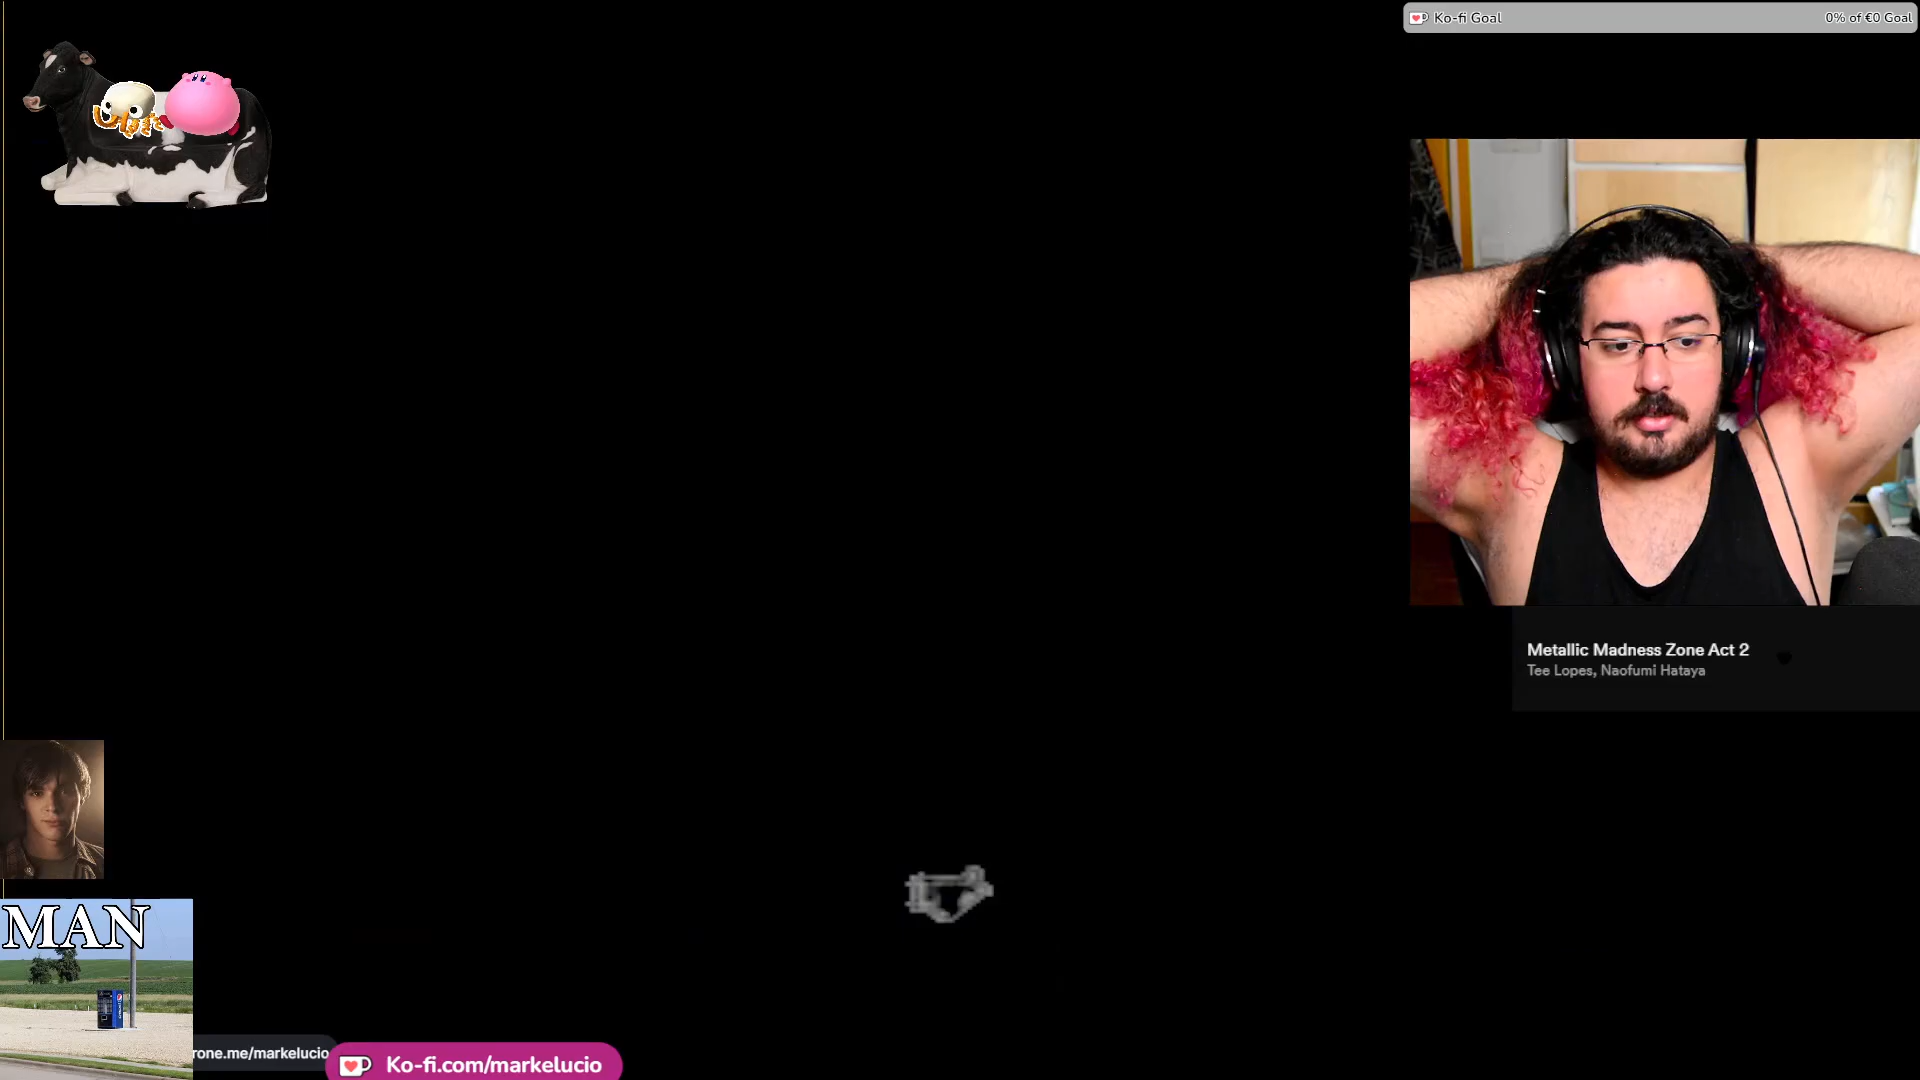 Ko-fi Goal
0% of €0 Goal
Metallic Madness Zone Act 2
Tee Lopes, Naofumi Hataya
MAN
rone.me/markelucio
Ko-fi.com/markelucio